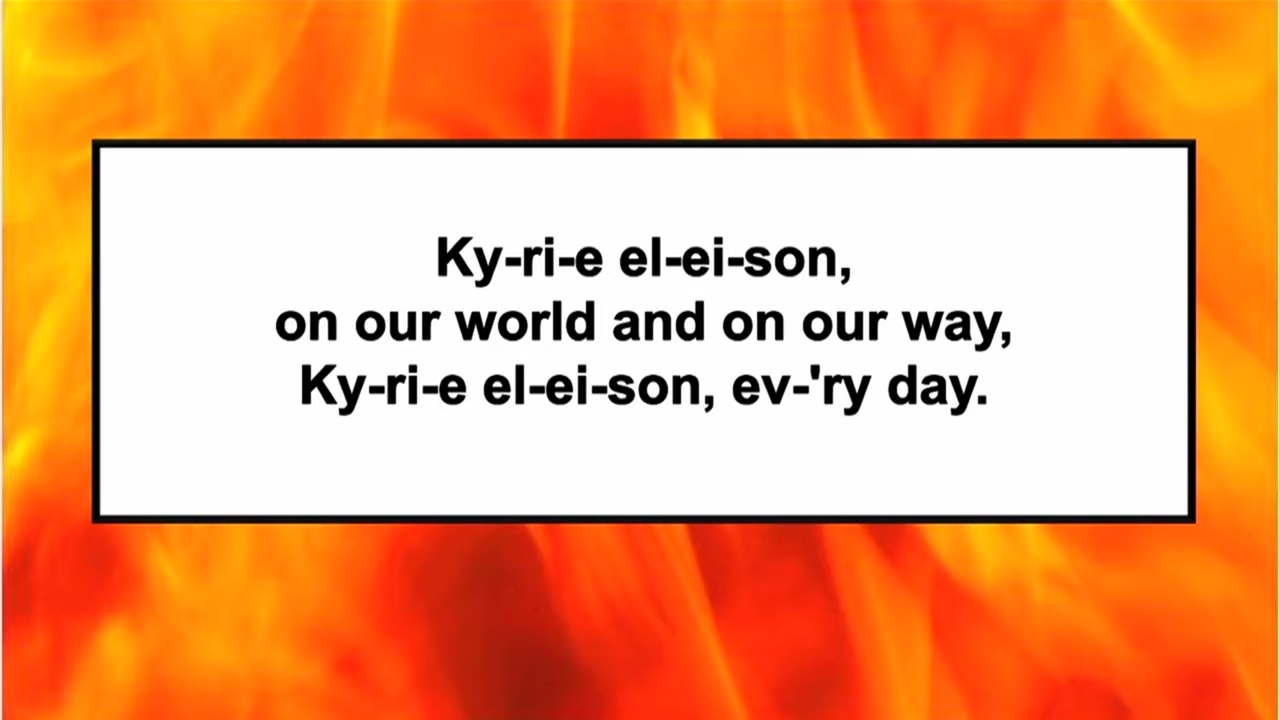 Ky-ri-e el-ei-son,
on our world and on our way,
Ky-ri-e el-ei-son, ev-'ry day.